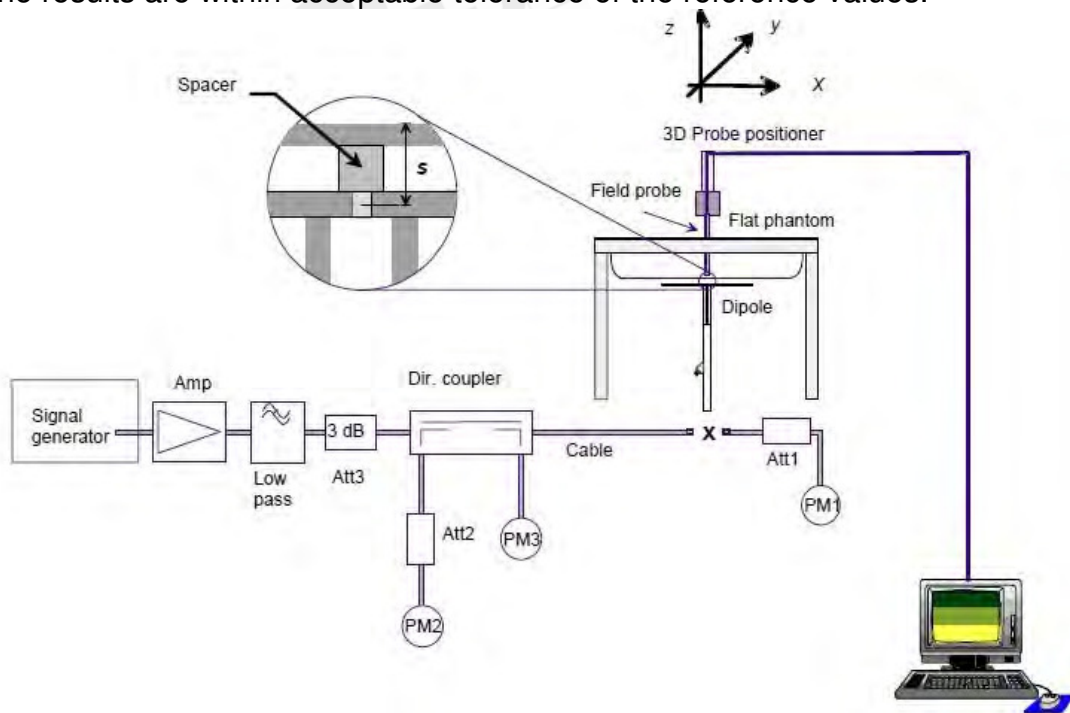 z
y
X
Spacer
3D Probe positioner
s
Field probe
Flat phantom
Dipole
Signal
generator
Amp
Low
pass
3 dB
Att3
Dir. coupler
Cable
x
Att1
PM1
Att2
PM3
PM2